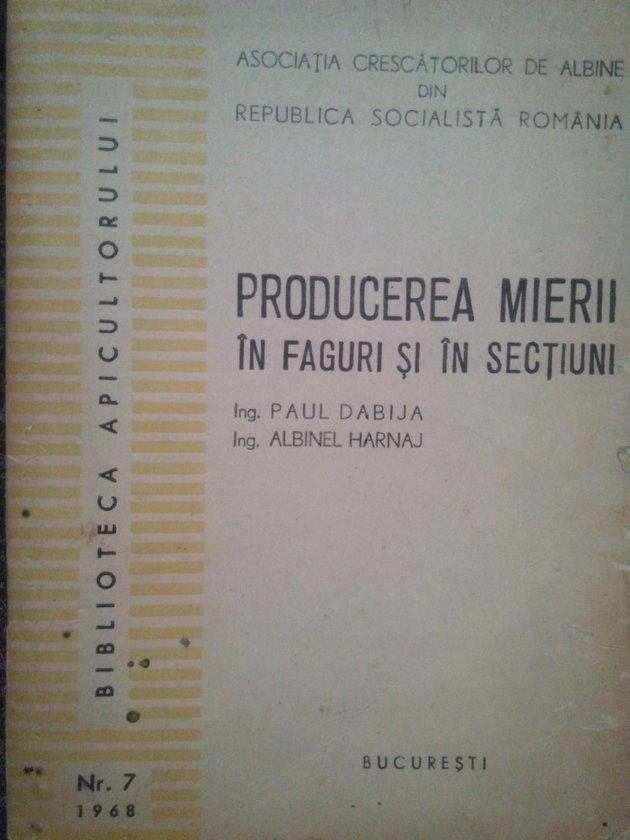 ASOCIAȚIA CRESCĂTORILOR DE ALBINE
DIN
REPUBLICA SOCIALISTĂ ROMÂNIA
PRODUCEREA MIERII
ÎN FAGURI ȘI ÎN SECȚIUNI
Ing. PAUL DABIJA
Ing. ALBINEL HARNAJ
BIBLIOTECA APICULTORULUI
BUCUREȘTI
Nr. 7
1968